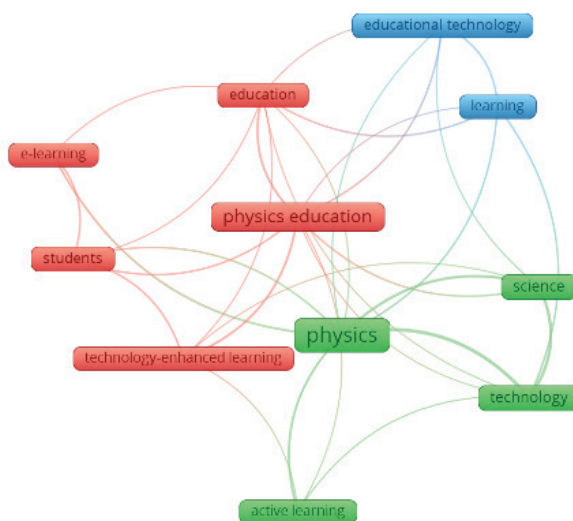 educational technology
education
learning
e-learning
physics education
students
science
physics
technology-enhanced learning
technology
active learning